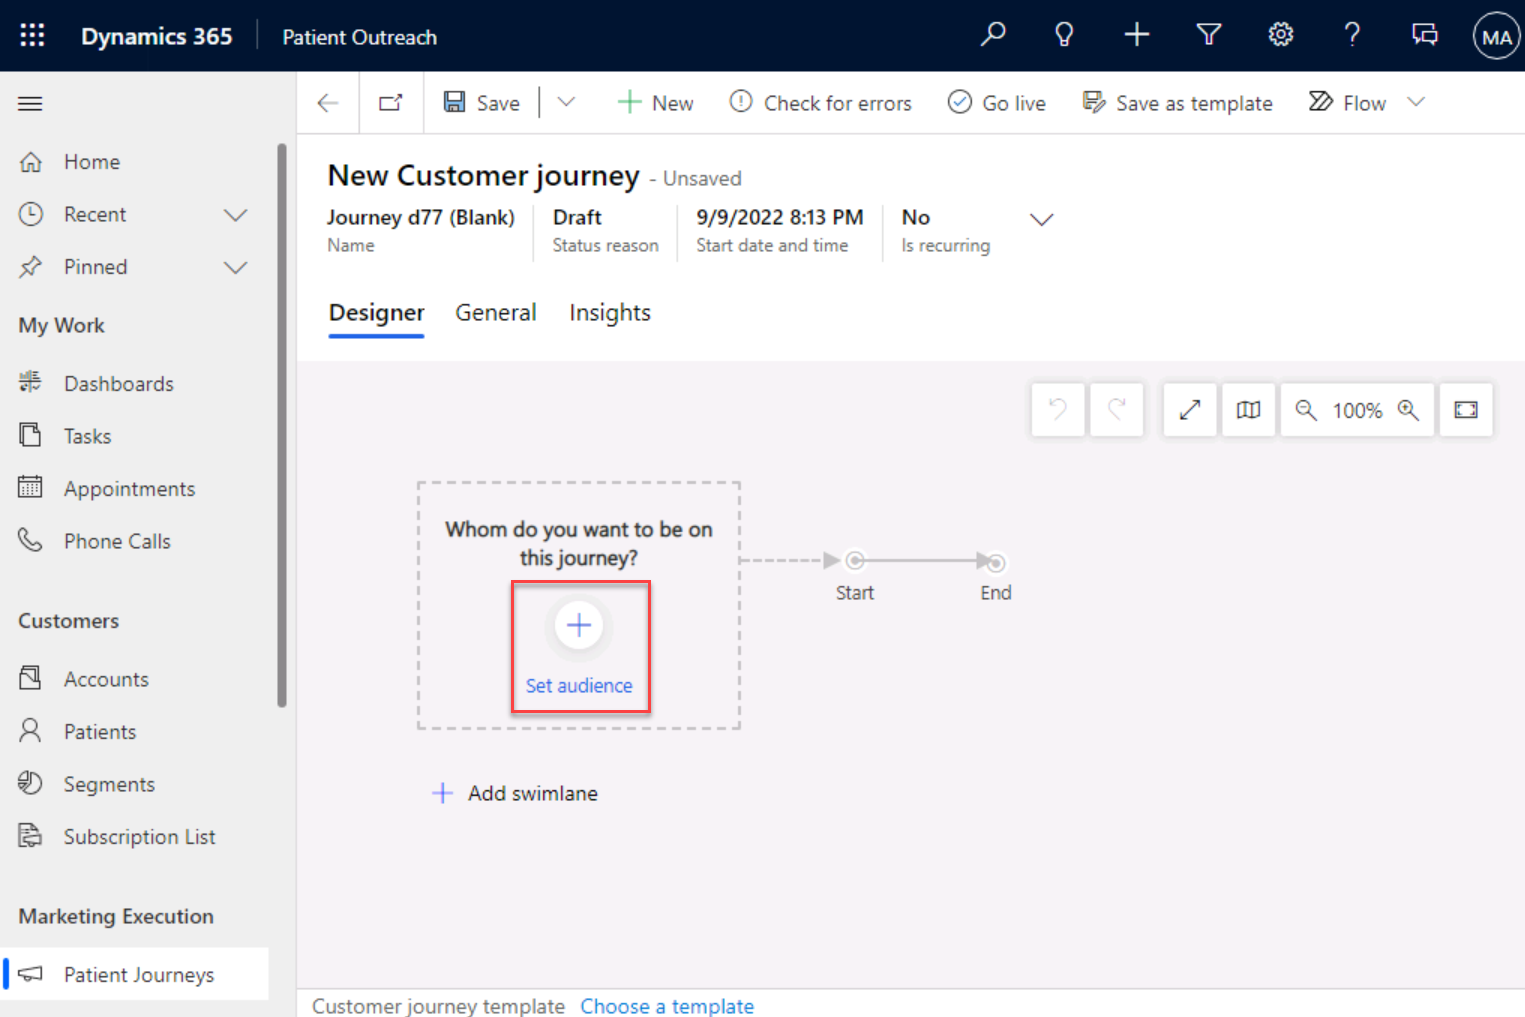 Dynamics 365
Patient Outreach
MA
Save
New
Check for errors
Go live
Save as template
Flow
Home
Recent
Pinned
My Work
Dashboards
Tasks
Appointments
Phone Calls
Customers
Accounts
Patients
Segments
Subscription List
Marketing Execution
Patient Journeys
New Customer journey - Unsaved
Journey d77 (Blank)
Name
Draft
Status reason
9/9/2022 8:13 PM
Start date and time
No
Is recurring
Designer
General
Insights
100%
Whom do you want to be on
this journey?
Set audience
Start
End
Add swimlane
Customer journey template Choose a template